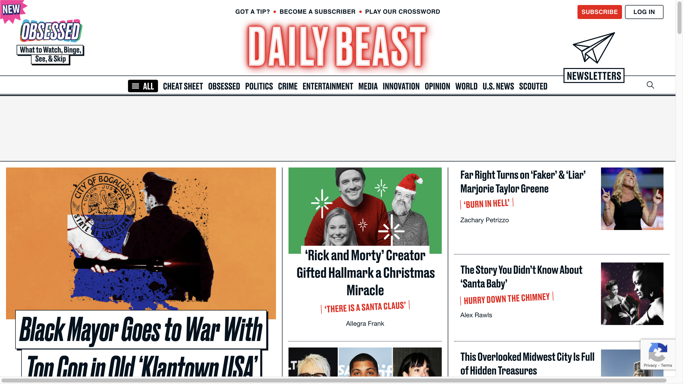 NEW
GOT A TIP? • BECOME A SUBSCRIBER • PLAY OUR CROSSWORD
SUBSCRIBE
LOG IN
OBSESSED
What to Watch, Binge,
See, & Skip
DAILY BEAST
NEWSLETTERS
ALL CHEAT SHEET OBSESSED POLITICS CRIME ENTERTAINMENT MEDIA INNOVATION OPINION WORLD U.S. NEWS SCOUTED
CITY OF BOGALUSA
Black Mayor Goes to War With
Top Cop in Old ‘Klantown USA’
‘Rick and Morty’ Creator
Gifted Hallmark a Christmas
Miracle
‘THERE IS A SANTA CLAUS’
Allegra Frank
Far Right Turns on ‘Faker’ & ‘Liar’
Marjorie Taylor Greene
‘BURN IN HELL’
Zachary Petrizzo
The Story You Didn’t Know About
‘Santa Baby’
HURRY DOWN THE CHIMNEY
Alex Rawls
This Overlooked Midwest City Is Full
of Hidden Treasures
Privacy - Terms